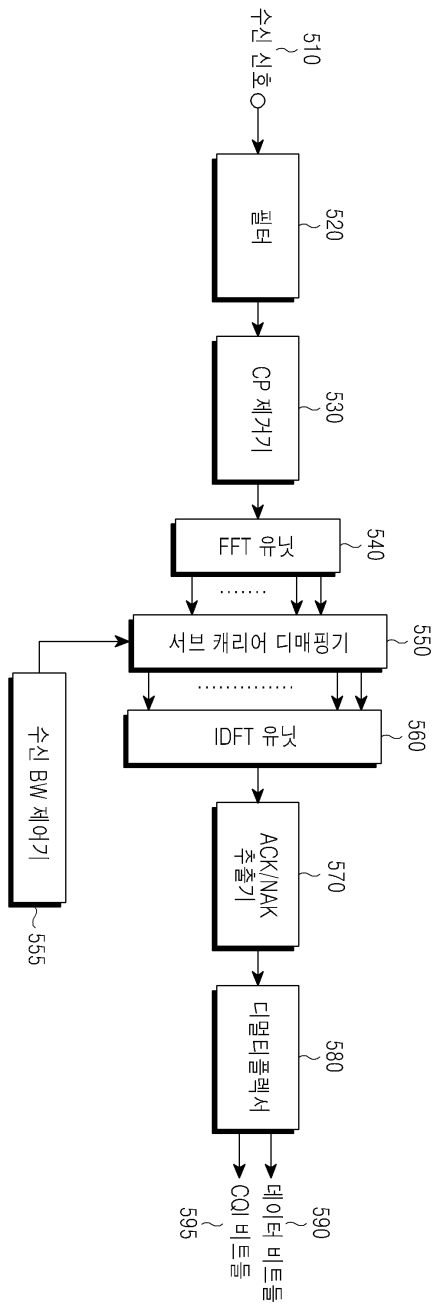 510
수신 신호
520
필터
530
CP 제거기
540
FFT 유닛
550
서브 캐리어 디매핑기
555
수신 BW 제어기
560
IDFT 유닛
570
ACK/NAK
추출기
580
디멀티플렉서
590
데이터 비트들
CQI 비트들
595